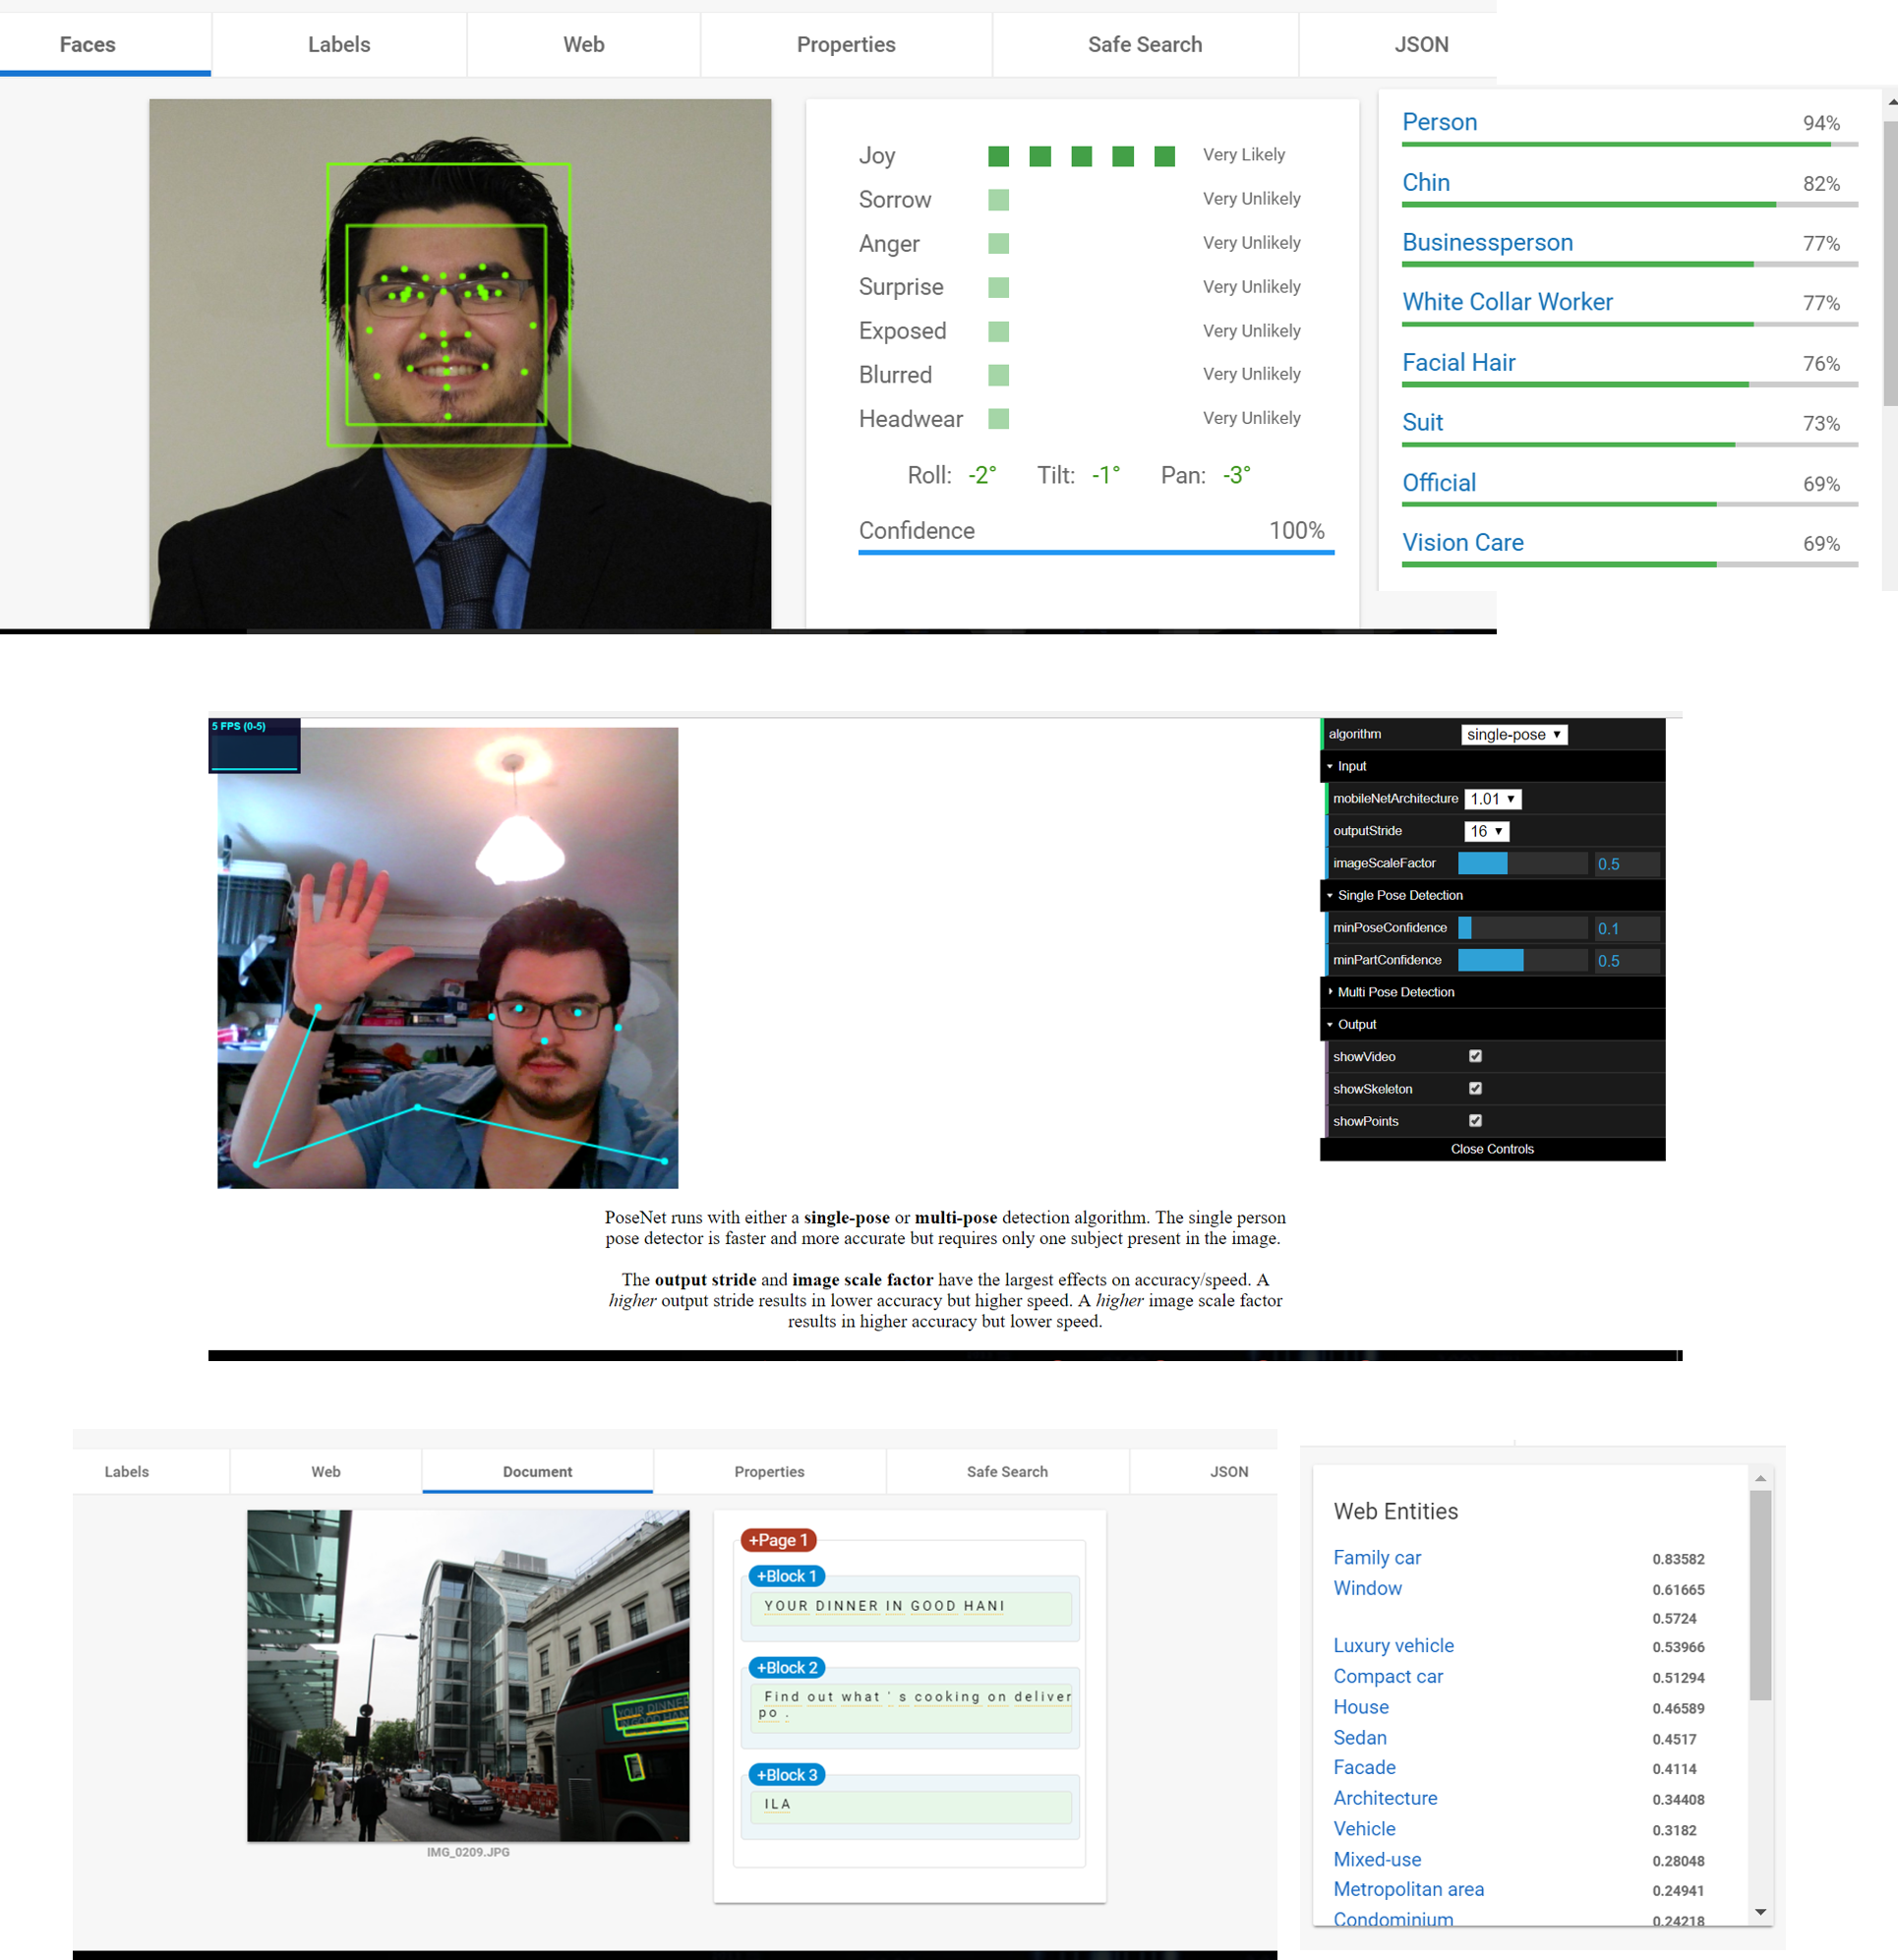 Faces
Labels
Web
Properties
Safe Search
JSON
Joy Very Likely
Sorrow Very Unlikely
Anger Very Unlikely
Surprise Very Unlikely
Exposed Very Unlikely
Blurred Very Unlikely
Headwear Very Unlikely
Roll: -2° Tilt: -1° Pan: -3°
Confidence 100%
Person 94%
Chin 82%
Businessperson 77%
White Collar Worker 77%
Facial Hair 76%
Suit 73%
Official 69%
Vision Care 69%
5 FPS (0-5)
algorithm single-pose
Input
mobileNetArchitecture 1.01
outputStride 16
imageScaleFactor 0.5
Single Pose Detection
minPoseConfidence 0.1
minPartConfidence 0.5
Multi Pose Detection
Output
showVideo
showSkeleton
showPoints
Close Controls
PoseNet runs with either a single-pose or multi-pose detection algorithm. The single person
pose detector is faster and more accurate but requires only one subject present in the image.
The output stride and image scale factor have the largest effects on accuracy/speed. A
higher output stride results in lower accuracy but higher speed. A higher image scale factor
results in higher accuracy but lower speed.
Labels
Web
Document
Properties
Safe Search
JSON
YOUR DINNER
IN GOOD HAN
IMG_0209.JPG
+Page 1
+Block 1
YOUR DINNER IN GOOD HANI
+Block 2
Find out what ' s cooking on deliver
po .
+Block 3
ILA
Web Entities
Family car 0.83582
Window 0.61665
0.5724
Luxury vehicle 0.53966
Compact car 0.51294
House 0.46589
Sedan 0.4517
Facade 0.4114
Architecture 0.34408
Vehicle 0.3182
Mixed-use 0.28048
Metropolitan area 0.24941
Condominium 0.24218